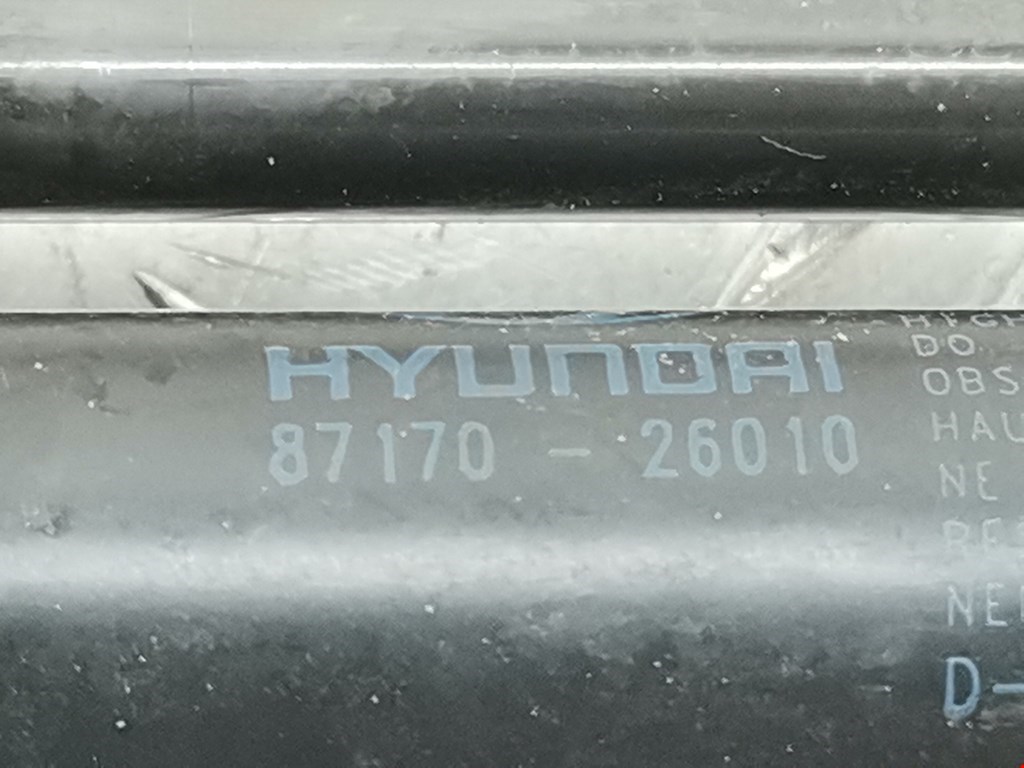 HYUNDAI
87170 - 26010
DO
OBS
HAU
NE
NE
D-